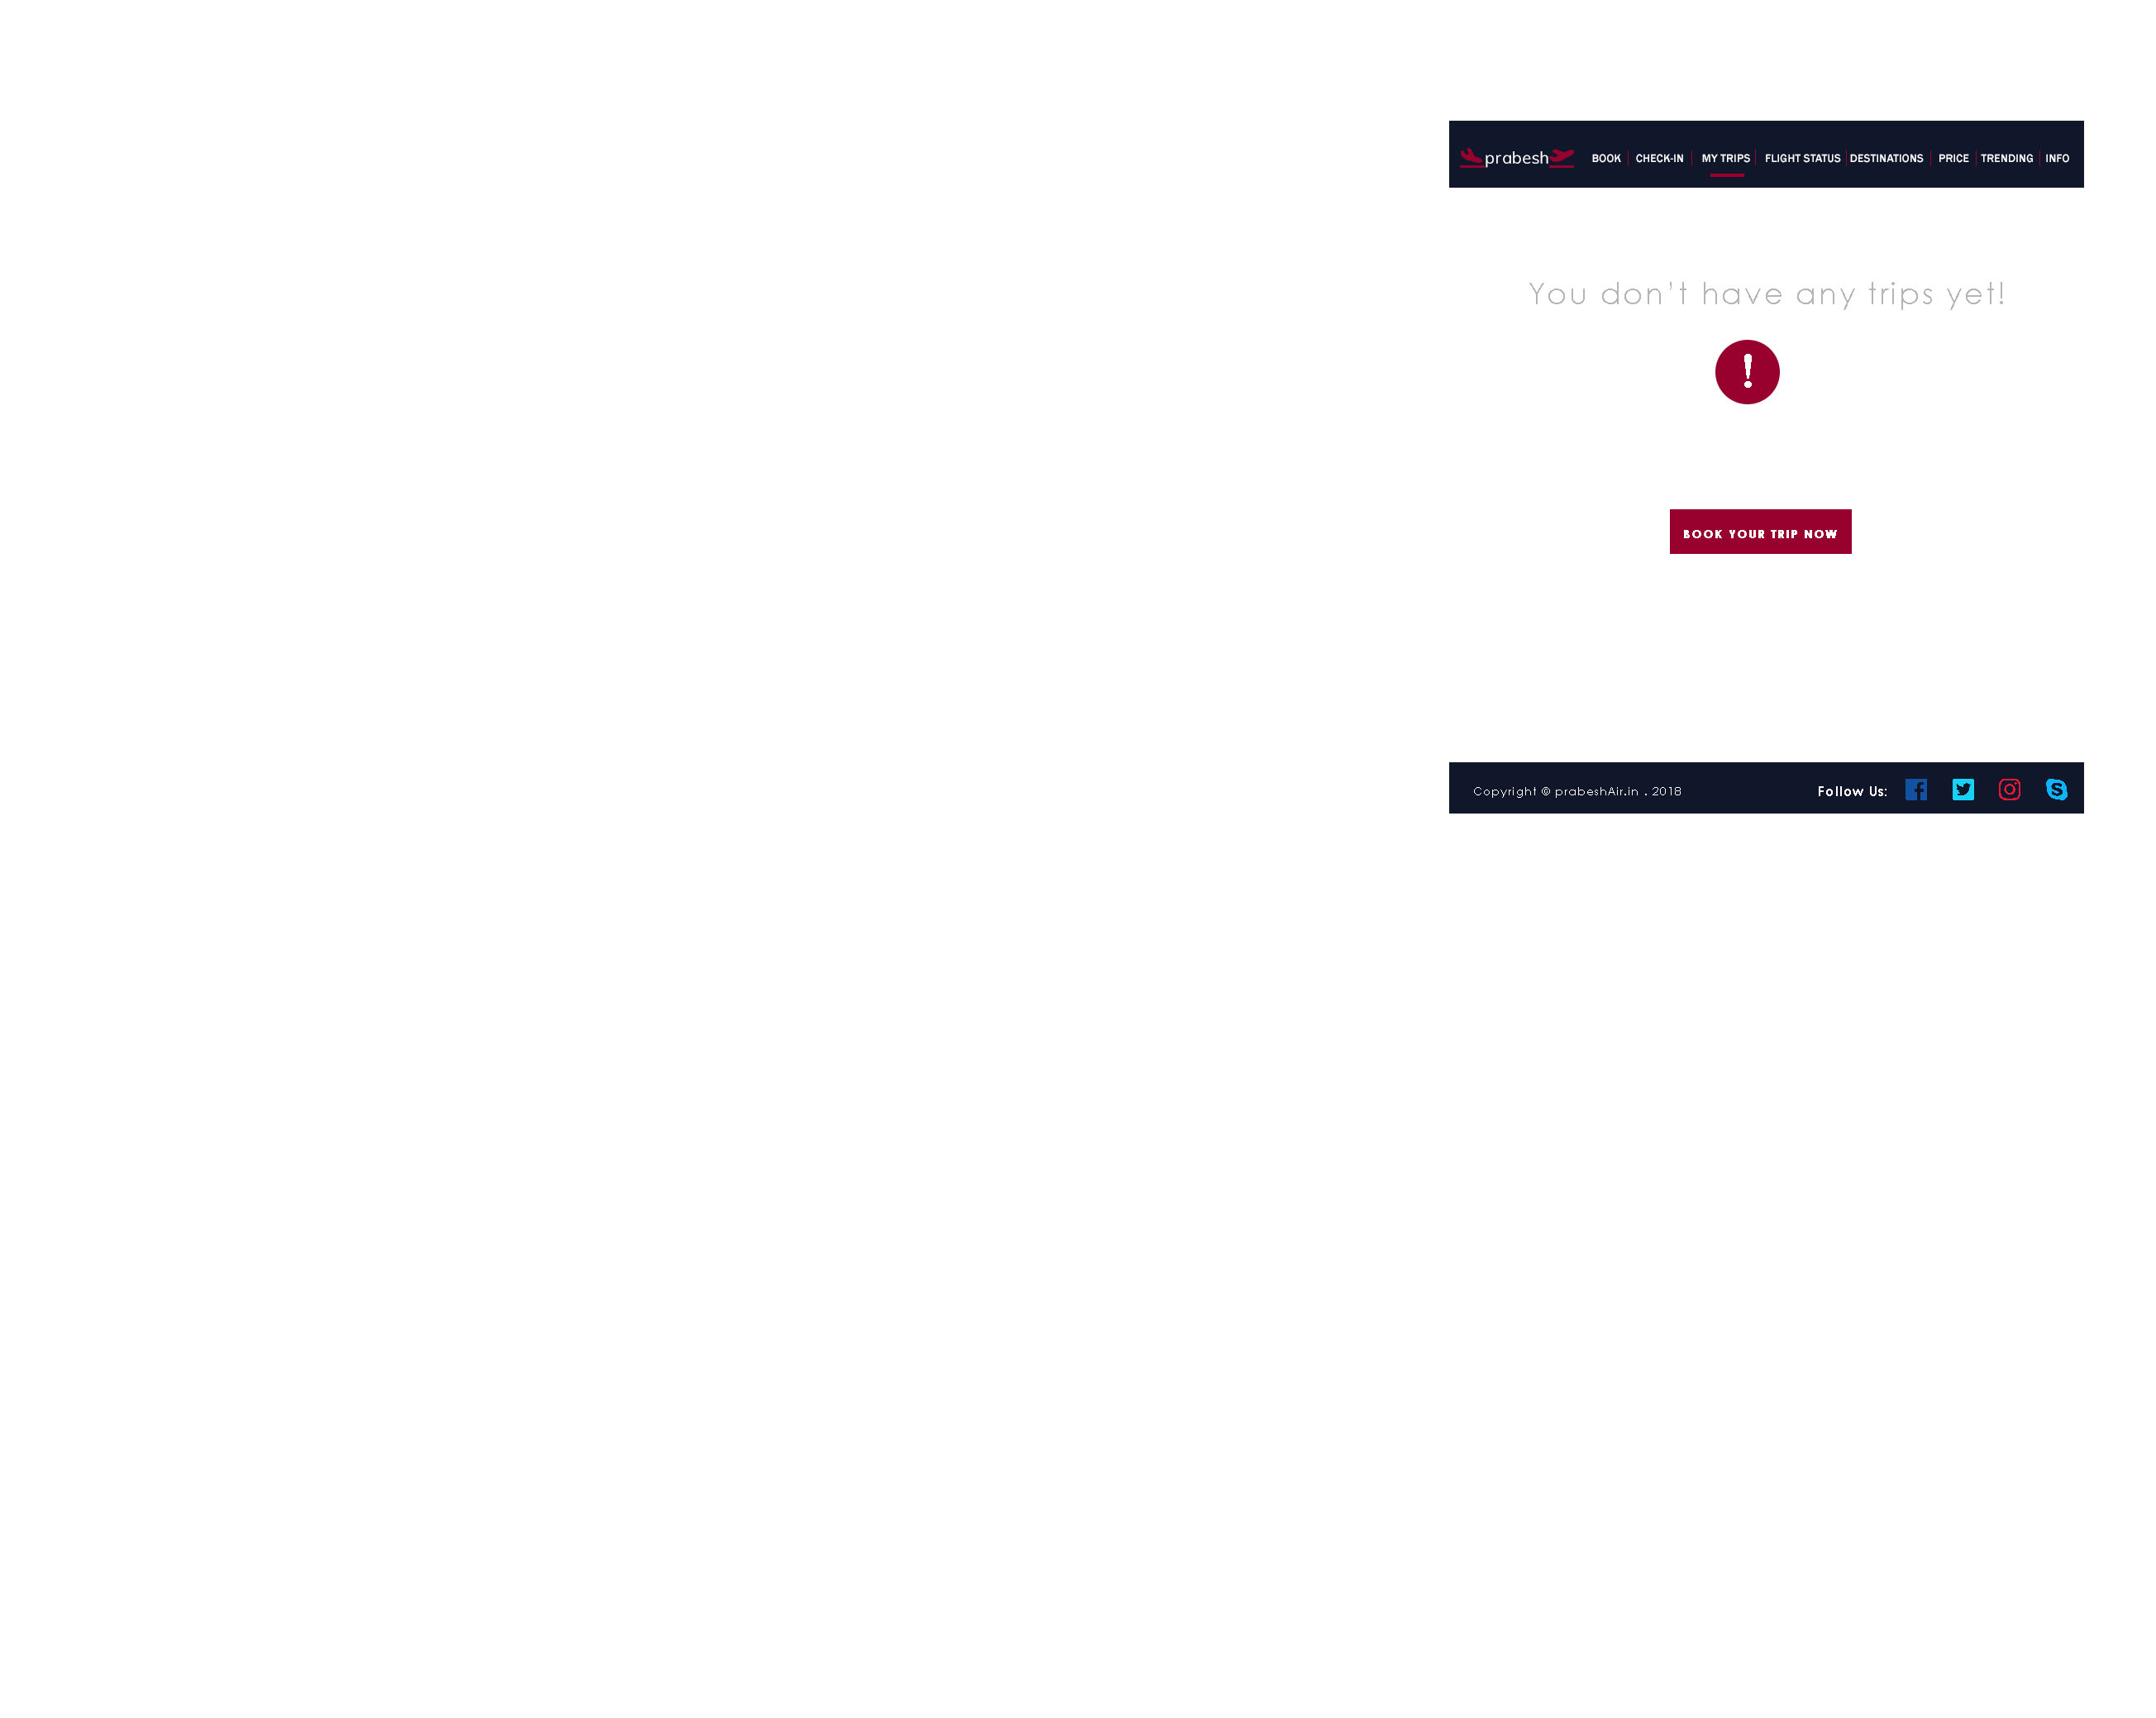 prabesh BOOK CHECK-IN MY TRIPS FLIGHT STATUS DESTINATIONS PRICE TRENDING INFO
You don't have any trips yet!
!
BOOK YOUR TRIP NOW
Copyright © prabeshAir.in . 2018 Follow Us: